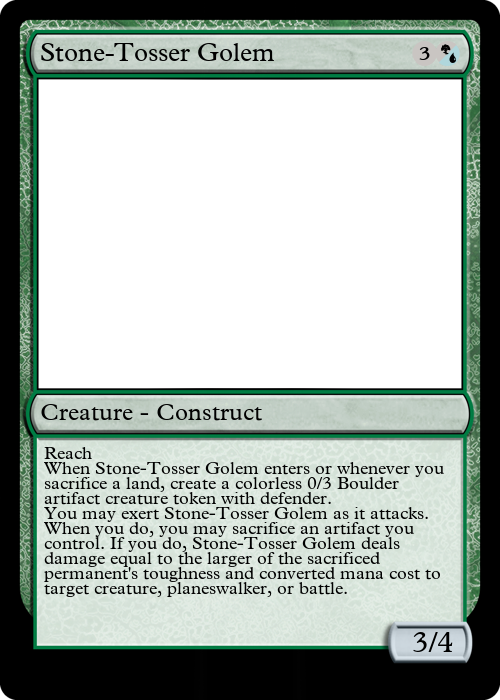 Stone-Tosser Golem 3
Creature - Construct
Reach
When Stone-Tosser Golem enters or whenever you
sacrifice a land, create a colorless 0/3 Boulder
artifact creature token with defender.
You may exert Stone-Tosser Golem as it attacks.
When you do, you may sacrifice an artifact you
control. If you do, Stone-Tosser Golem deals
damage equal to the larger of the sacrificed
permanent's toughness and converted mana cost to
target creature, planeswalker, or battle.
3/4